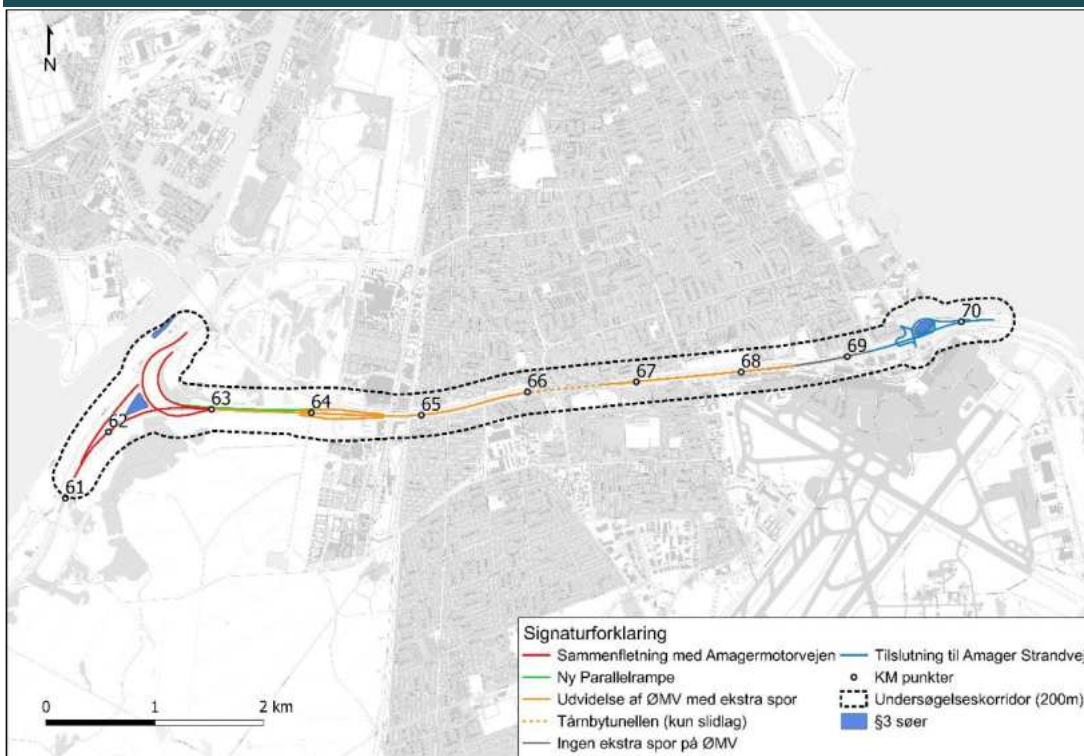 N
70
69
68
67
66
65
64
63
62
61
Signaturforklaring
Sammenfletning med Amagermotorvejen
Ny Parallelrampe
Udvidelse af ØMV med ekstra spor
Tårnbytunellen (kun slidlag)
Ingen ekstra spor på ØMV
Tilslutning til Amager Strandvej
KM punkter
Undersøgelseskorridor (200m)
§3 søer
0 1 2 km